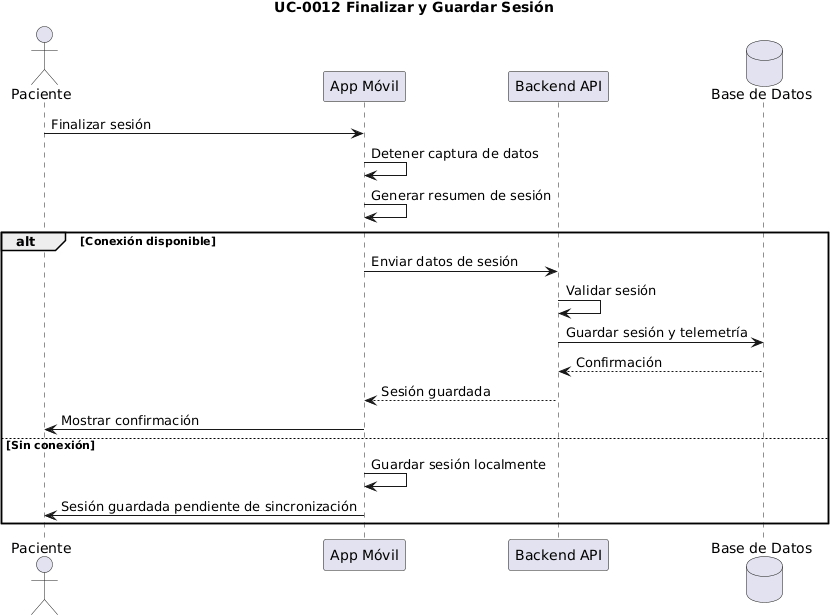 UC-0012 Finalizar y Guardar Sesión
Paciente
App Móvil
Backend API
Base de Datos
Finalizar sesión
Detener captura de datos
Generar resumen de sesión
alt [Conexión disponible]
Enviar datos de sesión
Validar sesión
Guardar sesión y telemetría
Confirmación
Sesión guardada
Mostrar confirmación
[Sin conexión]
Guardar sesión localmente
Sesión guardada pendiente de sincronización
Paciente
App Móvil
Backend API
Base de Datos